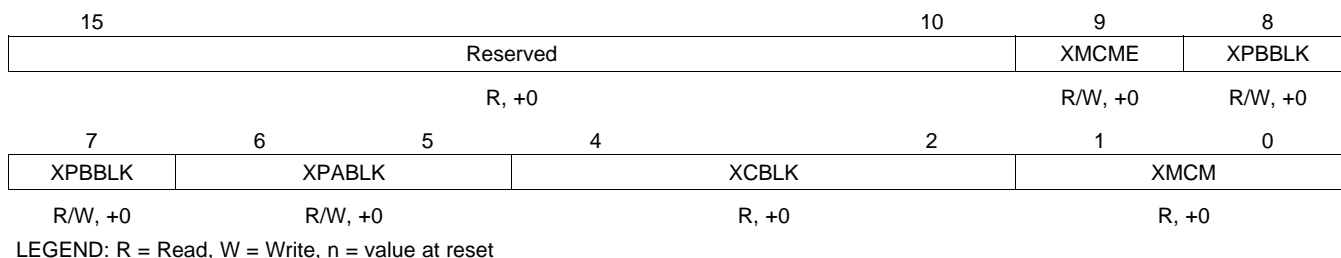 15 10 9 8
Reserved XMCME XPBBLK
R, +0 R/W, +0 R/W, +0
7 6 5 4 2 1 0
XPBBLK XPABLK XCBLK XMCM
R/W, +0 R/W, +0 R, +0 R, +0
LEGEND: R = Read, W = Write, n = value at reset